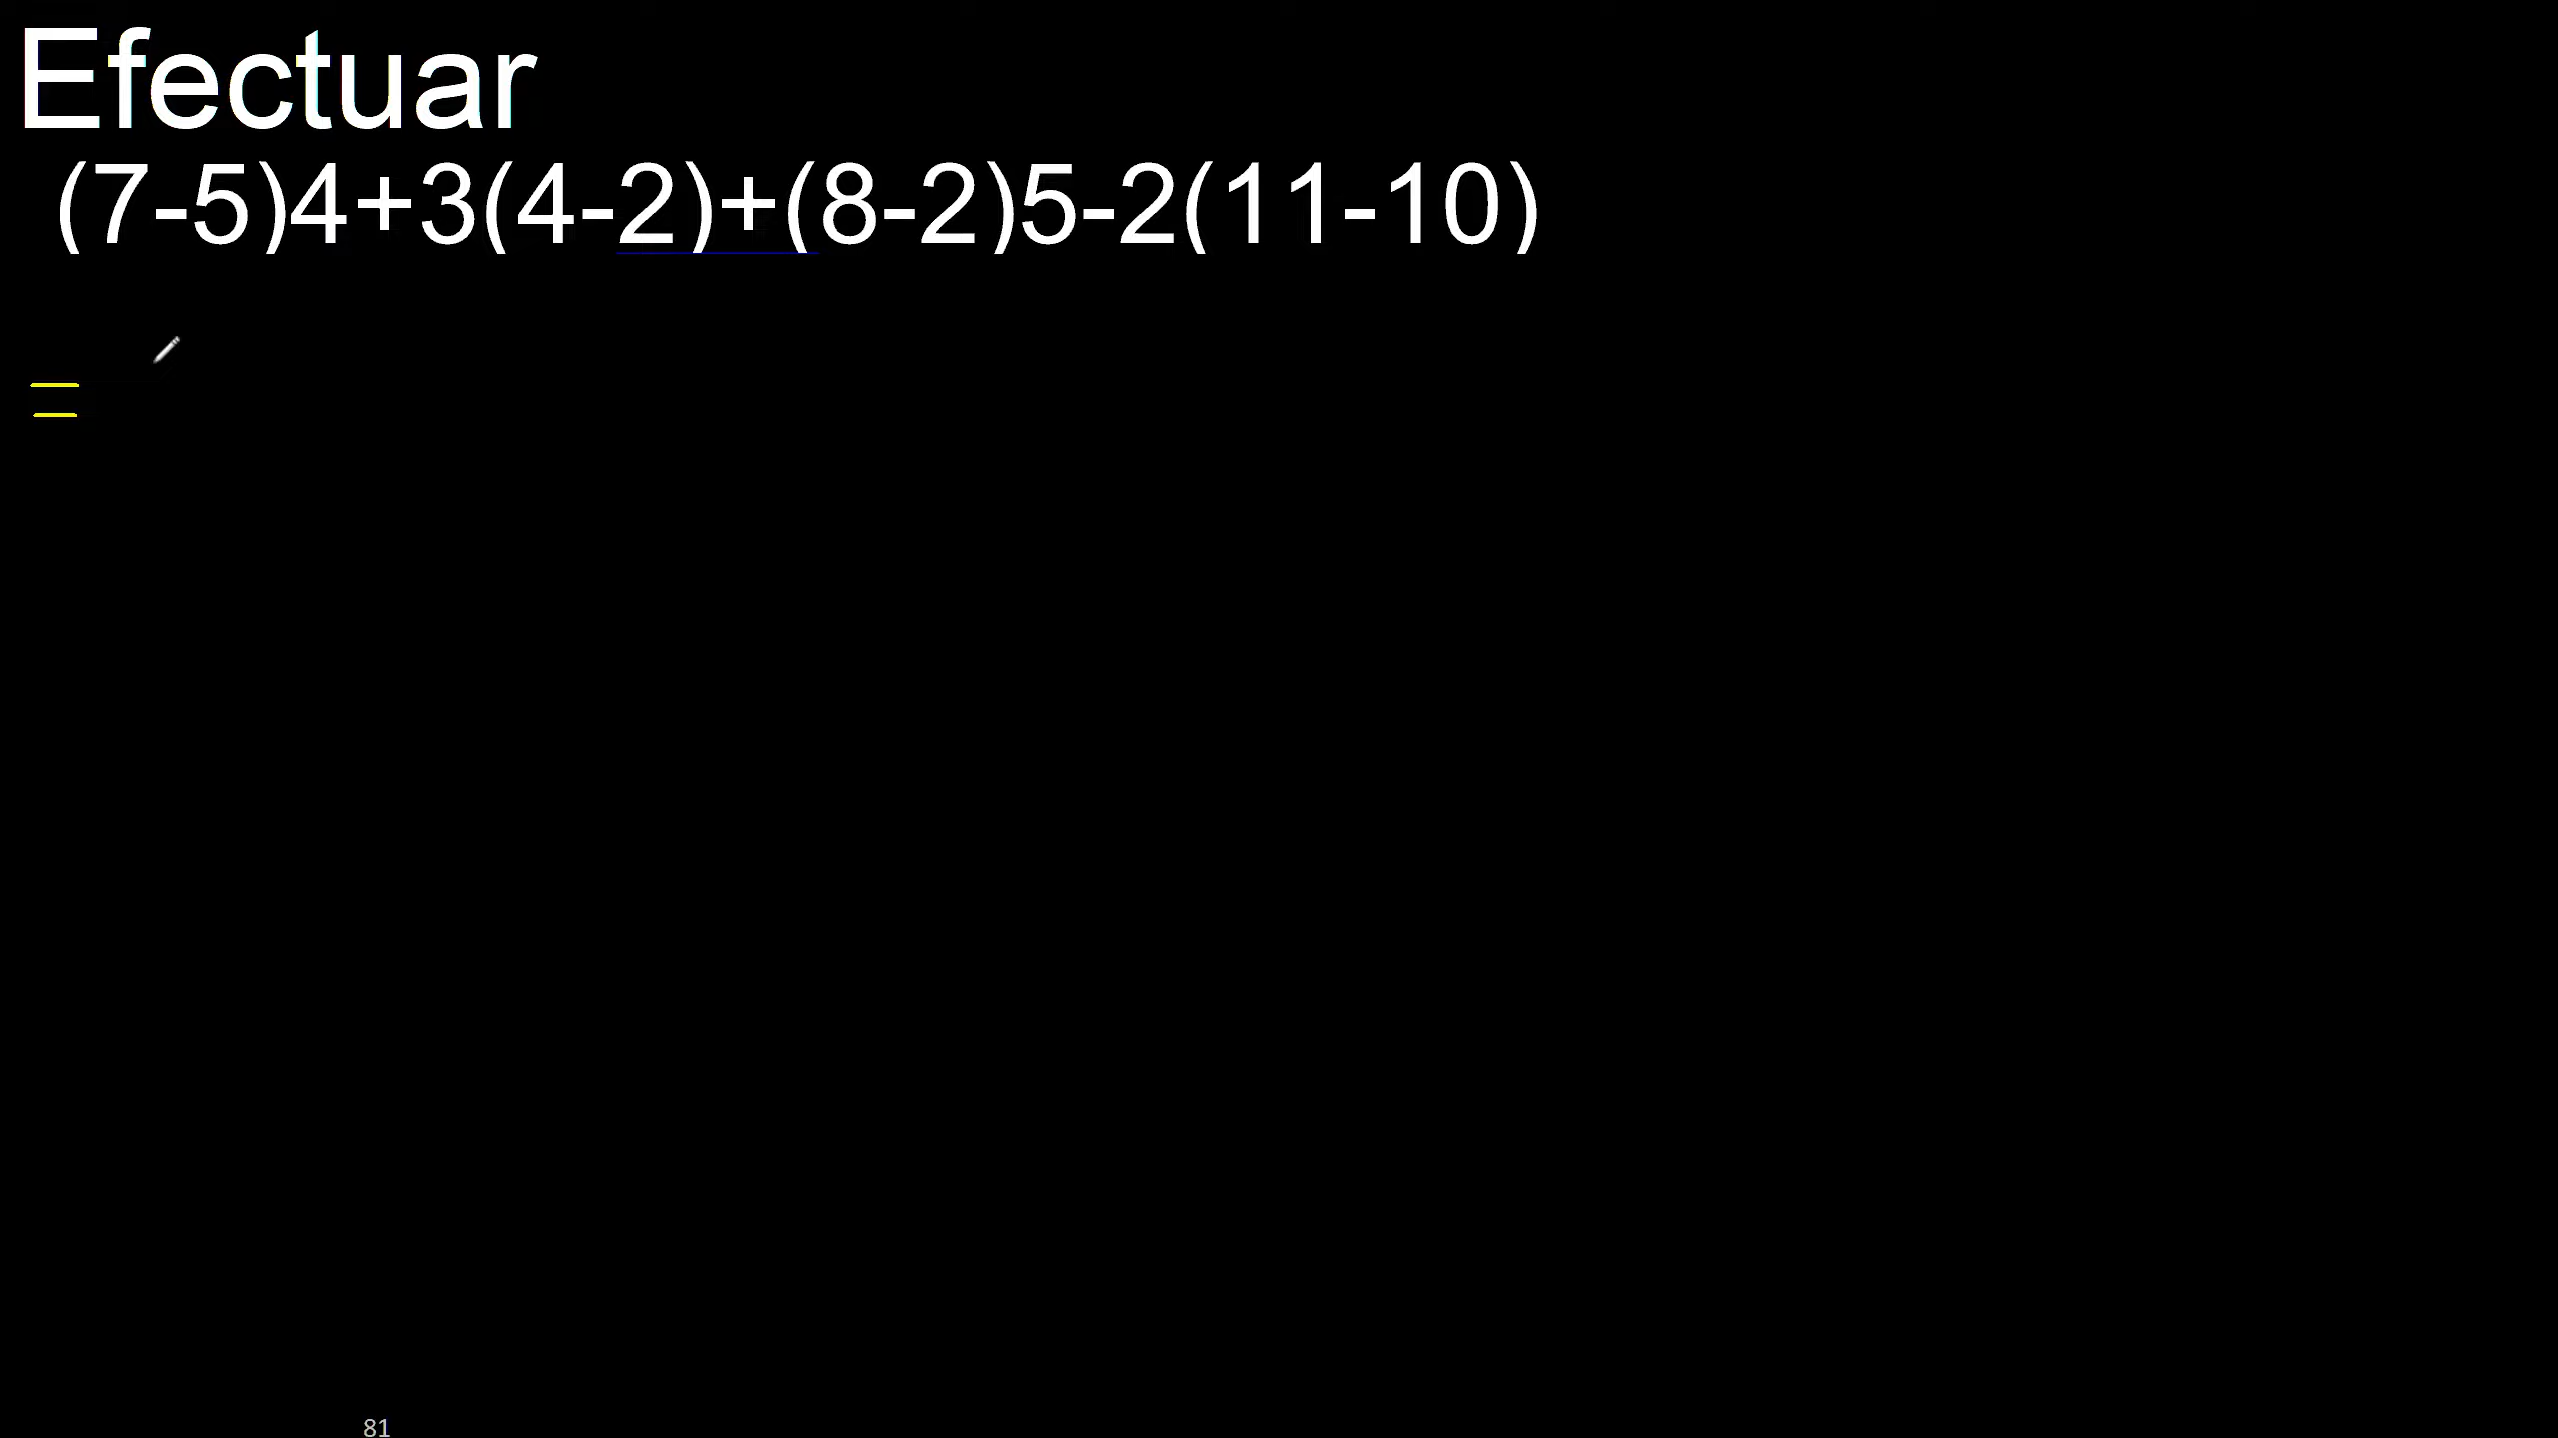 Efectuar
(7-5)4+3(4-2)+(8-2)5-2(11-10)
=
81